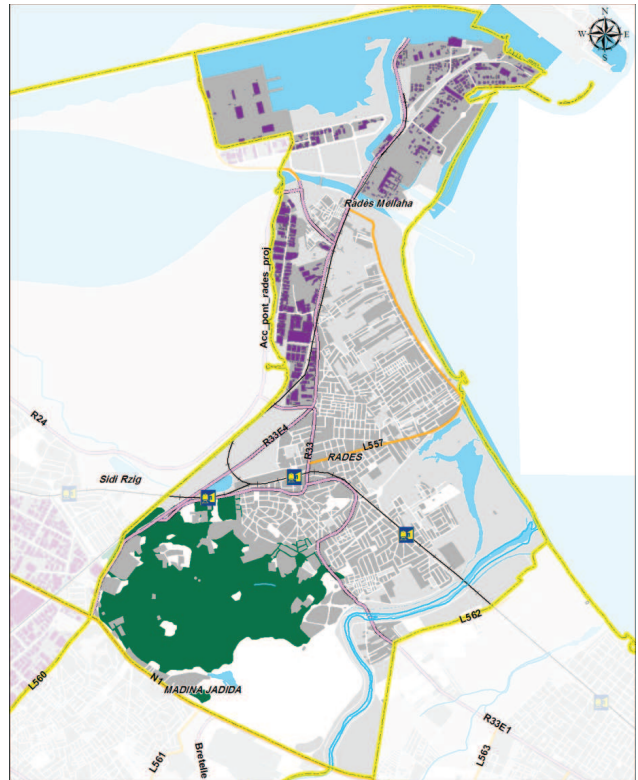 N
W E
S
Radès Mellaha
Acc_pont_rades_proj
R24
R33E4
R33
L557
RADES
Sidi Rzig
L562
L560
N1
MADINA JADIDA
R33E1
L561
Bretelle
L563